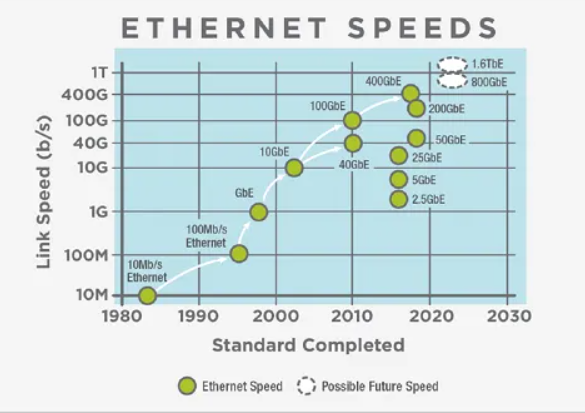 ETHERNET SPEEDS
Link Speed (b/s)
1T
400G
100G
40G
10G
1G
100M
10M
1.6TbE
800GbE
400GbE
200GbE
100GbE
50GbE
40GbE
25GbE
10GbE
5GbE
2.5GbE
GbE
100Mb/s
Ethernet
10Mb/s
Ethernet
1980 1990 2000 2010 2020 2030
Standard Completed
Ethernet Speed Possible Future Speed